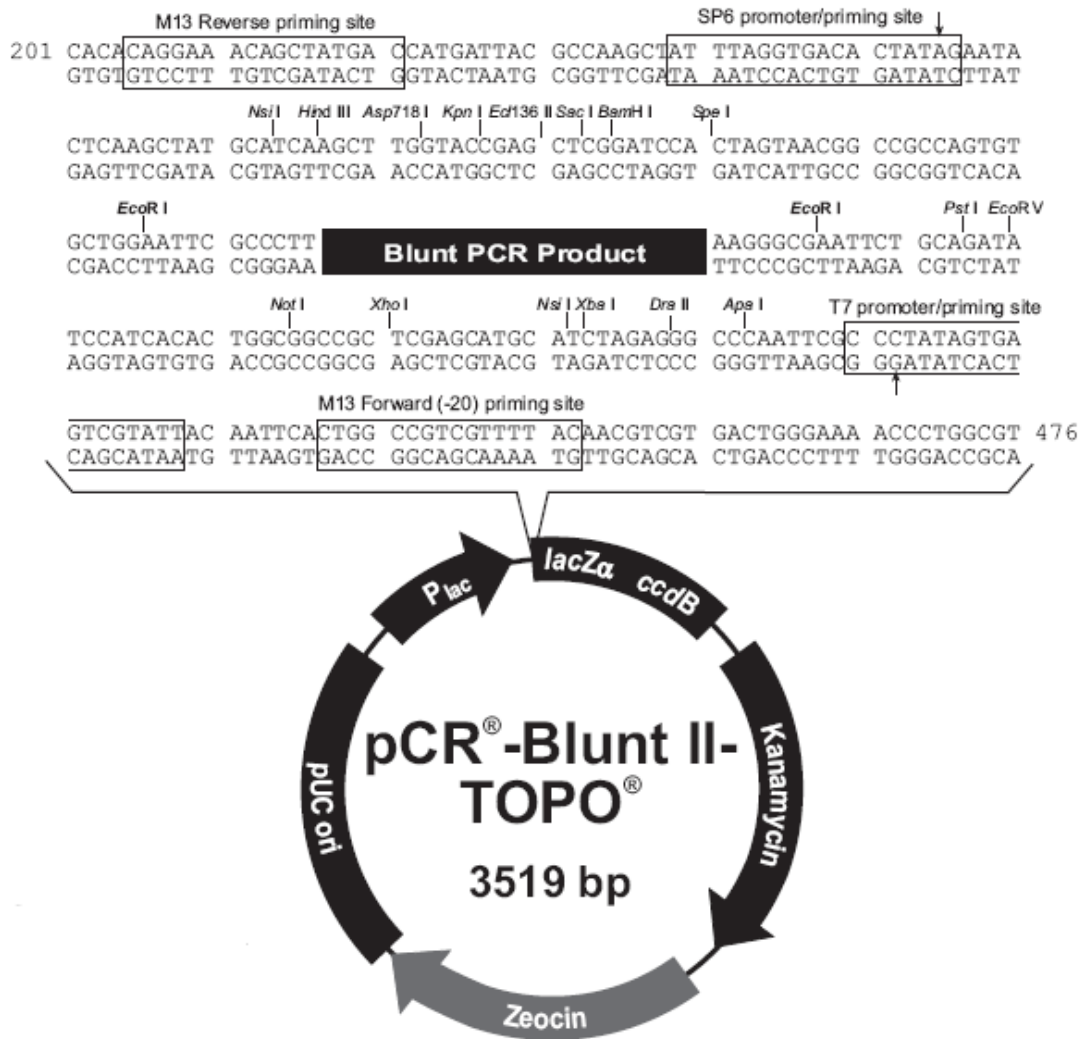 M13 Reverse priming site SP6 promoter/priming site
201 CACACAGGAA ACAGCTATGAC CATGATTAC GCCAAGCTAT TTAGGTGACA CTATAGAATA
GTGTGTCCTT TGTCGATACTG GTACTAATG CGGTTCGATA AATCCACTGT GATATCTTAT
Nsi I Hind III Asp718 I Kpn I Ecl136 II Sac I BamH I Spe I
CTCAAGCTAT GCATCAAGCT TGGTACCGAG CTCGGATCCA CTAGTAACGG CCGCCAGTGT
GAGTTCGATA CGTAGTTCGA ACCATGGCTC GAGCCTAGGT GATCATTGCC GGCGGTCACA
EcoR I EcoR I Pst I EcoR V
GCTGGAATTC GCCCTT Blunt PCR Product AAGGGCGAATTCT GCAGATA
CGACCTTAAG CGGGAA TTCCCGCTTAAGA CGTCTAT
Not I Xho I Nsi I Xba I Dra II Apa I T7 promoter/priming site
TCCATCACAC TGGCGGCCGC TCGAGCATGC ATCTAGAGGG CCCAATTCGC CCTATAGTGA
AGGTAGTGTG ACCGCCGGCG AGCTCGTACG TAGATCTCCC GGGTTAAGCG GGATATCACT
M13 Forward (-20) priming site
GTCGTATTAC AATTCACTGG CCGTCGTTTT ACAACGTCGT GACTGGGAAA ACCCTGGCGT 476
CAGCATAATG TTAAGTGACC GGCAGCAAAA TGTTGCAGCA CTGACCCTTT TGGGACCGCA
Plac
lacZα ccdB
Kanamycin
pUC ori
pCR®-Blunt II-
TOPO®
3519 bp
Zeocin